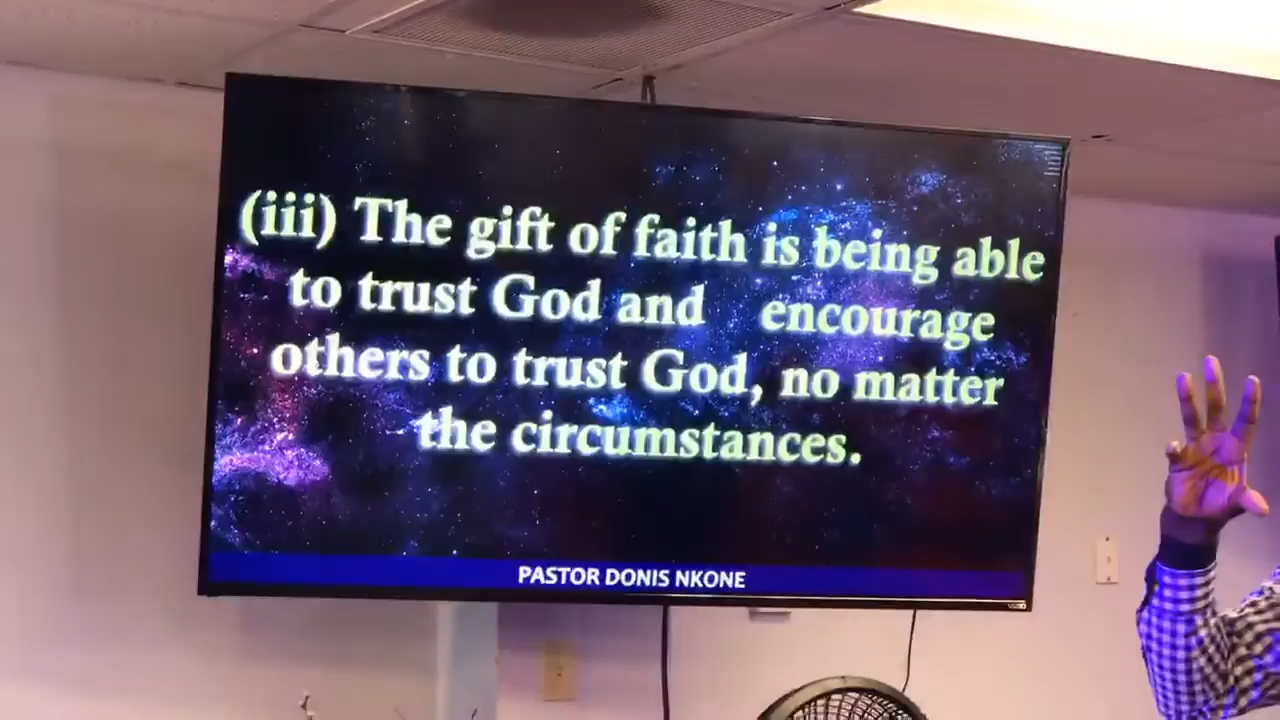 (iii) The gift of faith is being able
to trust God and encourage
others to trust God, no matter
the circumstances.
PASTOR DONIS NKONE
VIZIO